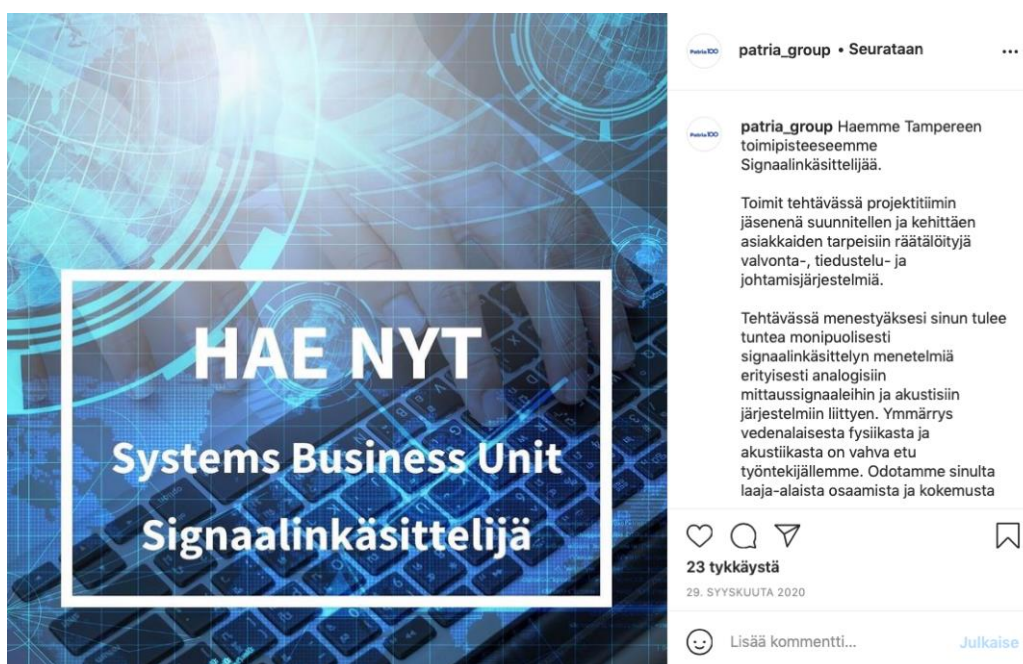 HAE NYT
Systems Business Unit
Signaalinkäsittelijä
Patria100
patria_group • Seurataan
Patria100
patria_group Haemme Tampereen
toimipisteeseemme
Signaalinkäsittelijää.
Toimit tehtävässä projektitiimin
jäsenenä suunnitellen ja kehittäen
asiakkaiden tarpeisiin räätälöityjä
valvonta-, tiedustelu- ja
johtamisjärjestelmiä.
Tehtävässä menestyäksesi sinun tulee
tuntea monipuolisesti
signaalinkäsittelyn menetelmiä
erityisesti analogisiin
mittaussignaaleihin ja akustisiin
järjestelmiin liittyen. Ymmärrys
vedenalaisesta fysiikasta ja
akustiikasta on vahva etu
työntekijällemme. Odotamme sinulta
laaja-alaista osaamista ja kokemusta
23 tykkäystä
29. SYYSKUUTA 2020
Lisää kommentti...
Julkaise